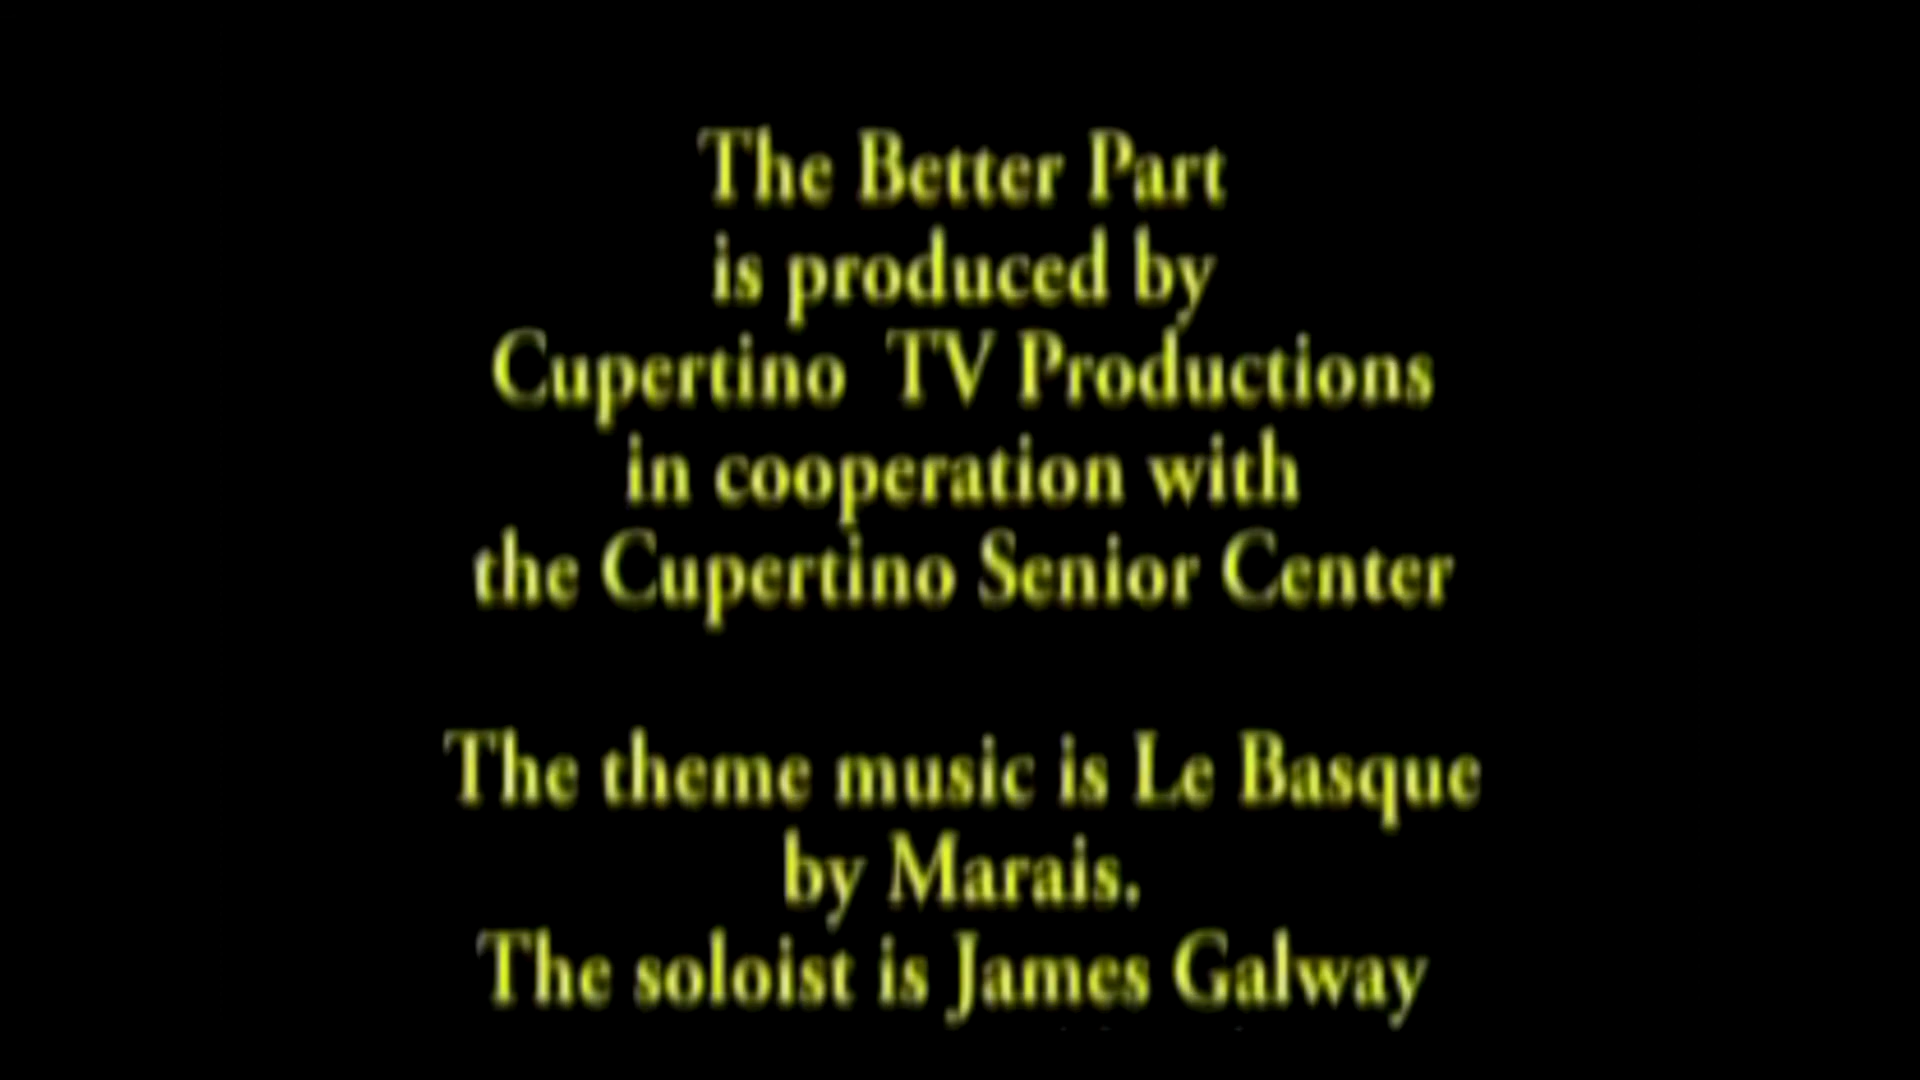 The Better Part
is produced by
Cupertino TV Productions
in cooperation with
the Cupertino Senior Center
The theme music is Le Basque
by Marais.
The soloist is James Galway